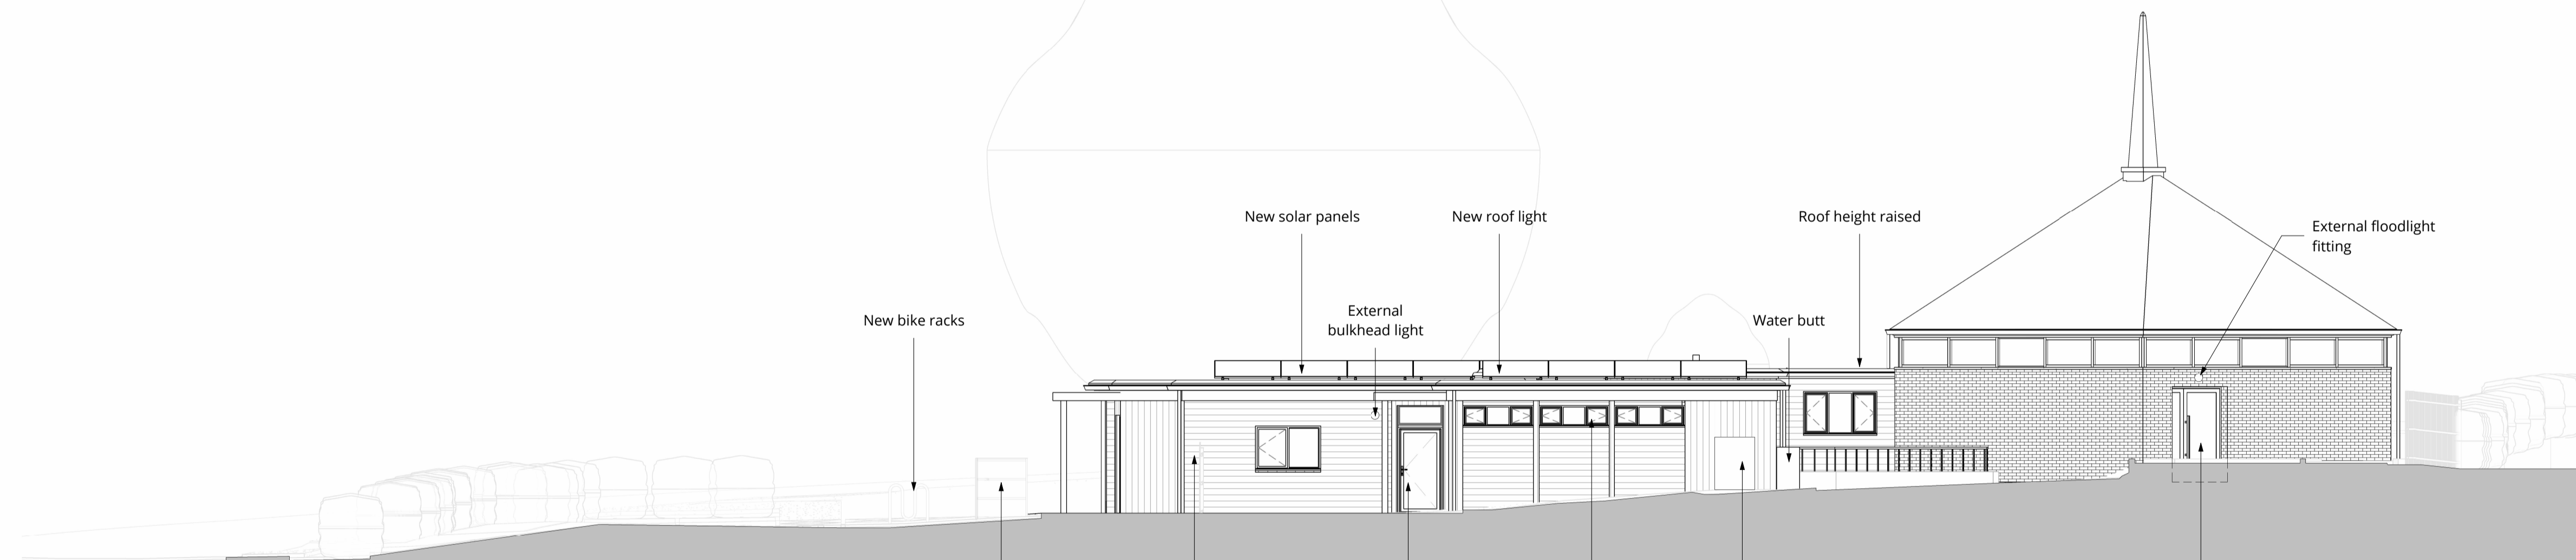 New solar panels
New roof light
Roof height raised
External floodlight
fitting
External
bulkhead light
New bike racks
Water butt